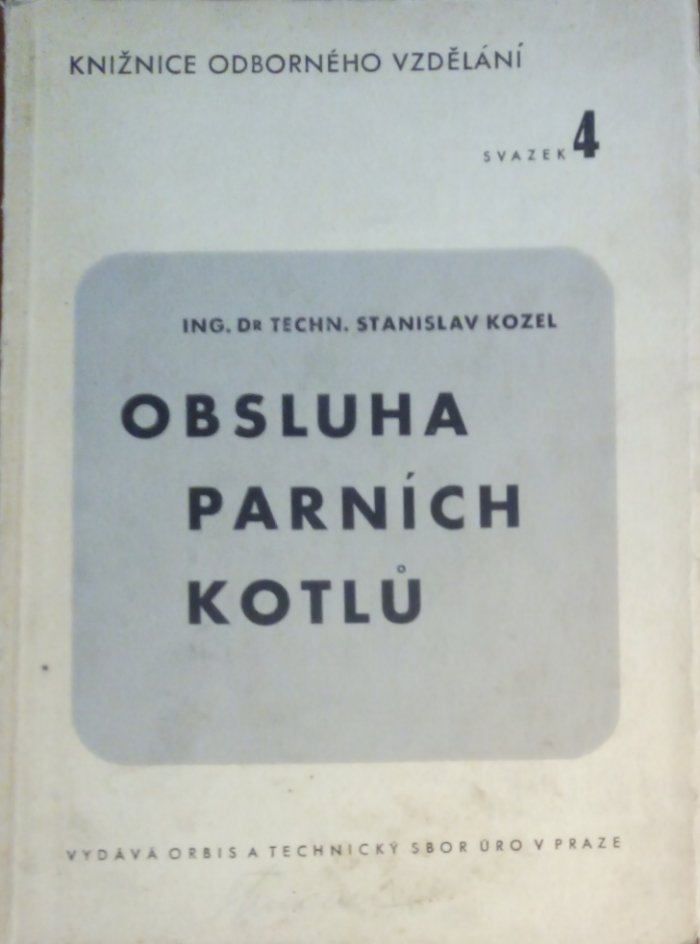 KNIŽNICE ODBORNÉHO VZDĚLÁNÍ
SVAZEK 4
ING. DR TECHN. STANISLAV KOZEL
OBSLUHA
PARNÍCH
KOTLŮ
VYDÁVÁ ORBIS A TECHNICKÝ SBOR ÚRO V PRAZE